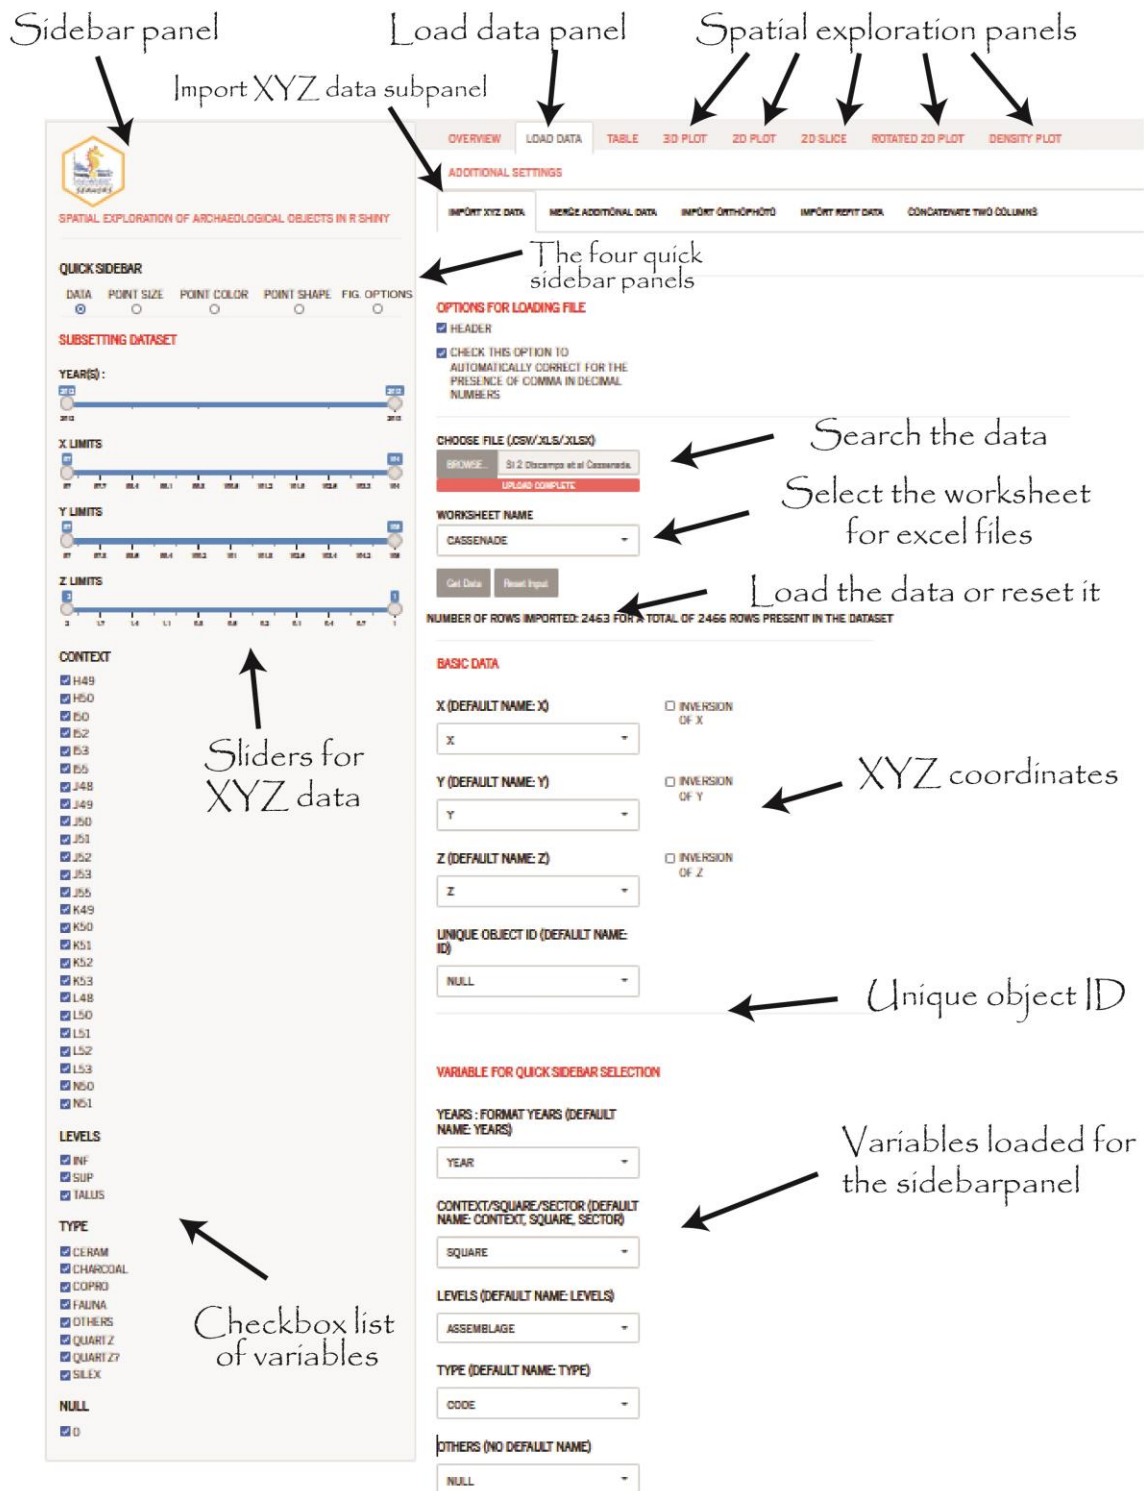 Sidebar panel
Load data panel
Spatial exploration panels
Import XYZ data subpanel
OVERVIEW LOAD DATA TABLE 3D PLOT 2D PLOT 2D SLICE ROTATED 2D PLOT DENSITY PLOT
ADDITIONAL SETTINGS
IMPORT XYZ DATA MERGE ADDITIONAL DATA IMPORT ORTHOPHOTO IMPORT REFIT DATA CONCATENATE TWO COLUMNS
SEAHORS
SPATIAL EXPLORATION OF ARCHAEOLOGICAL OBJECTS IN R SHINY
The four quick
sidebar panels
QUICK SIDEBAR
DATA POINT SIZE POINT COLOR POINT SHAPE FIG. OPTIONS
SUBSETTING DATASET
YEAR(S) :
X LIMITS
Y LIMITS
Z LIMITS
CONTEXT
H49
H50
I50
I52
I53
I55
J48
J49
J50
J51
J52
J53
J55
K49
K50
K51
K52
K53
L48
L50
L51
L52
L53
N50
N51
Sliders for
XYZ data
LEVELS
INF
SUP
TALUS
TYPE
CERAM
CHARCOAL
COPRO
FAUNA
OTHERS
QUARTZ
QUARTZ?
SILEX
Checkbox list
of variables
NULL
0
OPTIONS FOR LOADING FILE
HEADER
CHECK THIS OPTION TO
AUTOMATICALLY CORRECT FOR THE
PRESENCE OF COMMA IN DECIMAL
NUMBERS
CHOOSE FILE (.CSV/.XLS/.XLSX)
BROWSE... SI 2 Discamps et al Cassenade.
UPLOAD COMPLETE
Search the data
WORKSHEET NAME
CASSENADE
Select the worksheet
for excel files
Get Data Reset Input
Load the data or reset it
NUMBER OF ROWS IMPORTED: 2463 FOR A TOTAL OF 2466 ROWS PRESENT IN THE DATASET
BASIC DATA
X (DEFAULT NAME: X)
X
INVERSION
OF X
Y (DEFAULT NAME: Y)
Y
INVERSION
OF Y
XYZ coordinates
Z (DEFAULT NAME: Z)
Z
INVERSION
OF Z
UNIQUE OBJECT ID (DEFAULT NAME:
ID)
NULL
Unique object ID
VARIABLE FOR QUICK SIDEBAR SELECTION
YEARS : FORMAT YEARS (DEFAULT
NAME: YEARS)
YEAR
Variables loaded for
the sidebarpanel
CONTEXT/SQUARE/SECTOR (DEFAULT
NAME: CONTEXT, SQUARE, SECTOR)
SQUARE
LEVELS (DEFAULT NAME: LEVELS)
ASSEMBLAGE
TYPE (DEFAULT NAME: TYPE)
CODE
OTHERS (NO DEFAULT NAME)
NULL